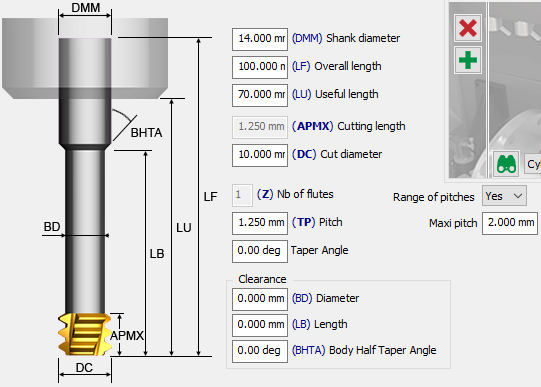 DMM
BHTA
LF
LU
LB
BD
APMX
DC
14.000 mr (DMM) Shank diameter
100.000 n (LF) Overall length
70.000 mr (LU) Useful length
1.250 mm (APMX) Cutting length
10.000 mr (DC) Cut diameter
1 (Z) Nb of flutes
Range of pitches Yes
1.250 mm (TP) Pitch
Maxi pitch 2.000 mm
0.00 deg Taper Angle
Clearance
0.000 mm (BD) Diameter
0.000 mm (LB) Length
0.00 deg (BHTA) Body Half Taper Angle
Cy